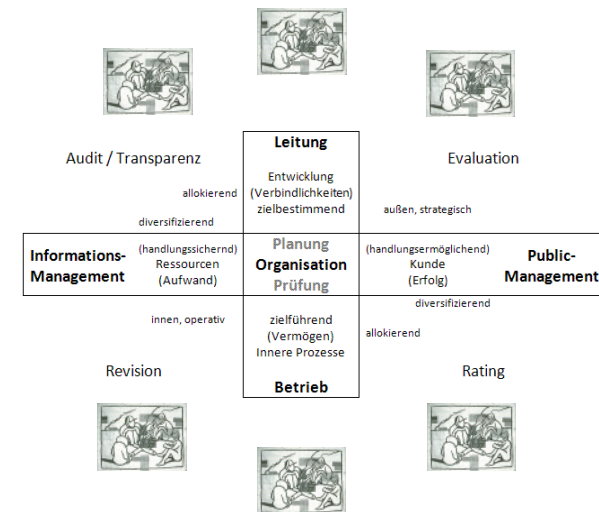 Leitung
Audit / Transparenz
Evaluation
Entwicklung
allokierend
(Verbindlichkeiten)
zielbestimmend
außen, strategisch
diversifizierend
Informations-
Management
(handlungssichernd)
Ressourcen
(Aufwand)
Planung
Organisation
Prüfung
(handlungsermöglichend)
Kunde
(Erfolg)
Public-
Management
diversifizierend
innen, operativ
zielführend
(Vermögen)
Innere Prozesse
allokierend
Revision
Rating
Betrieb